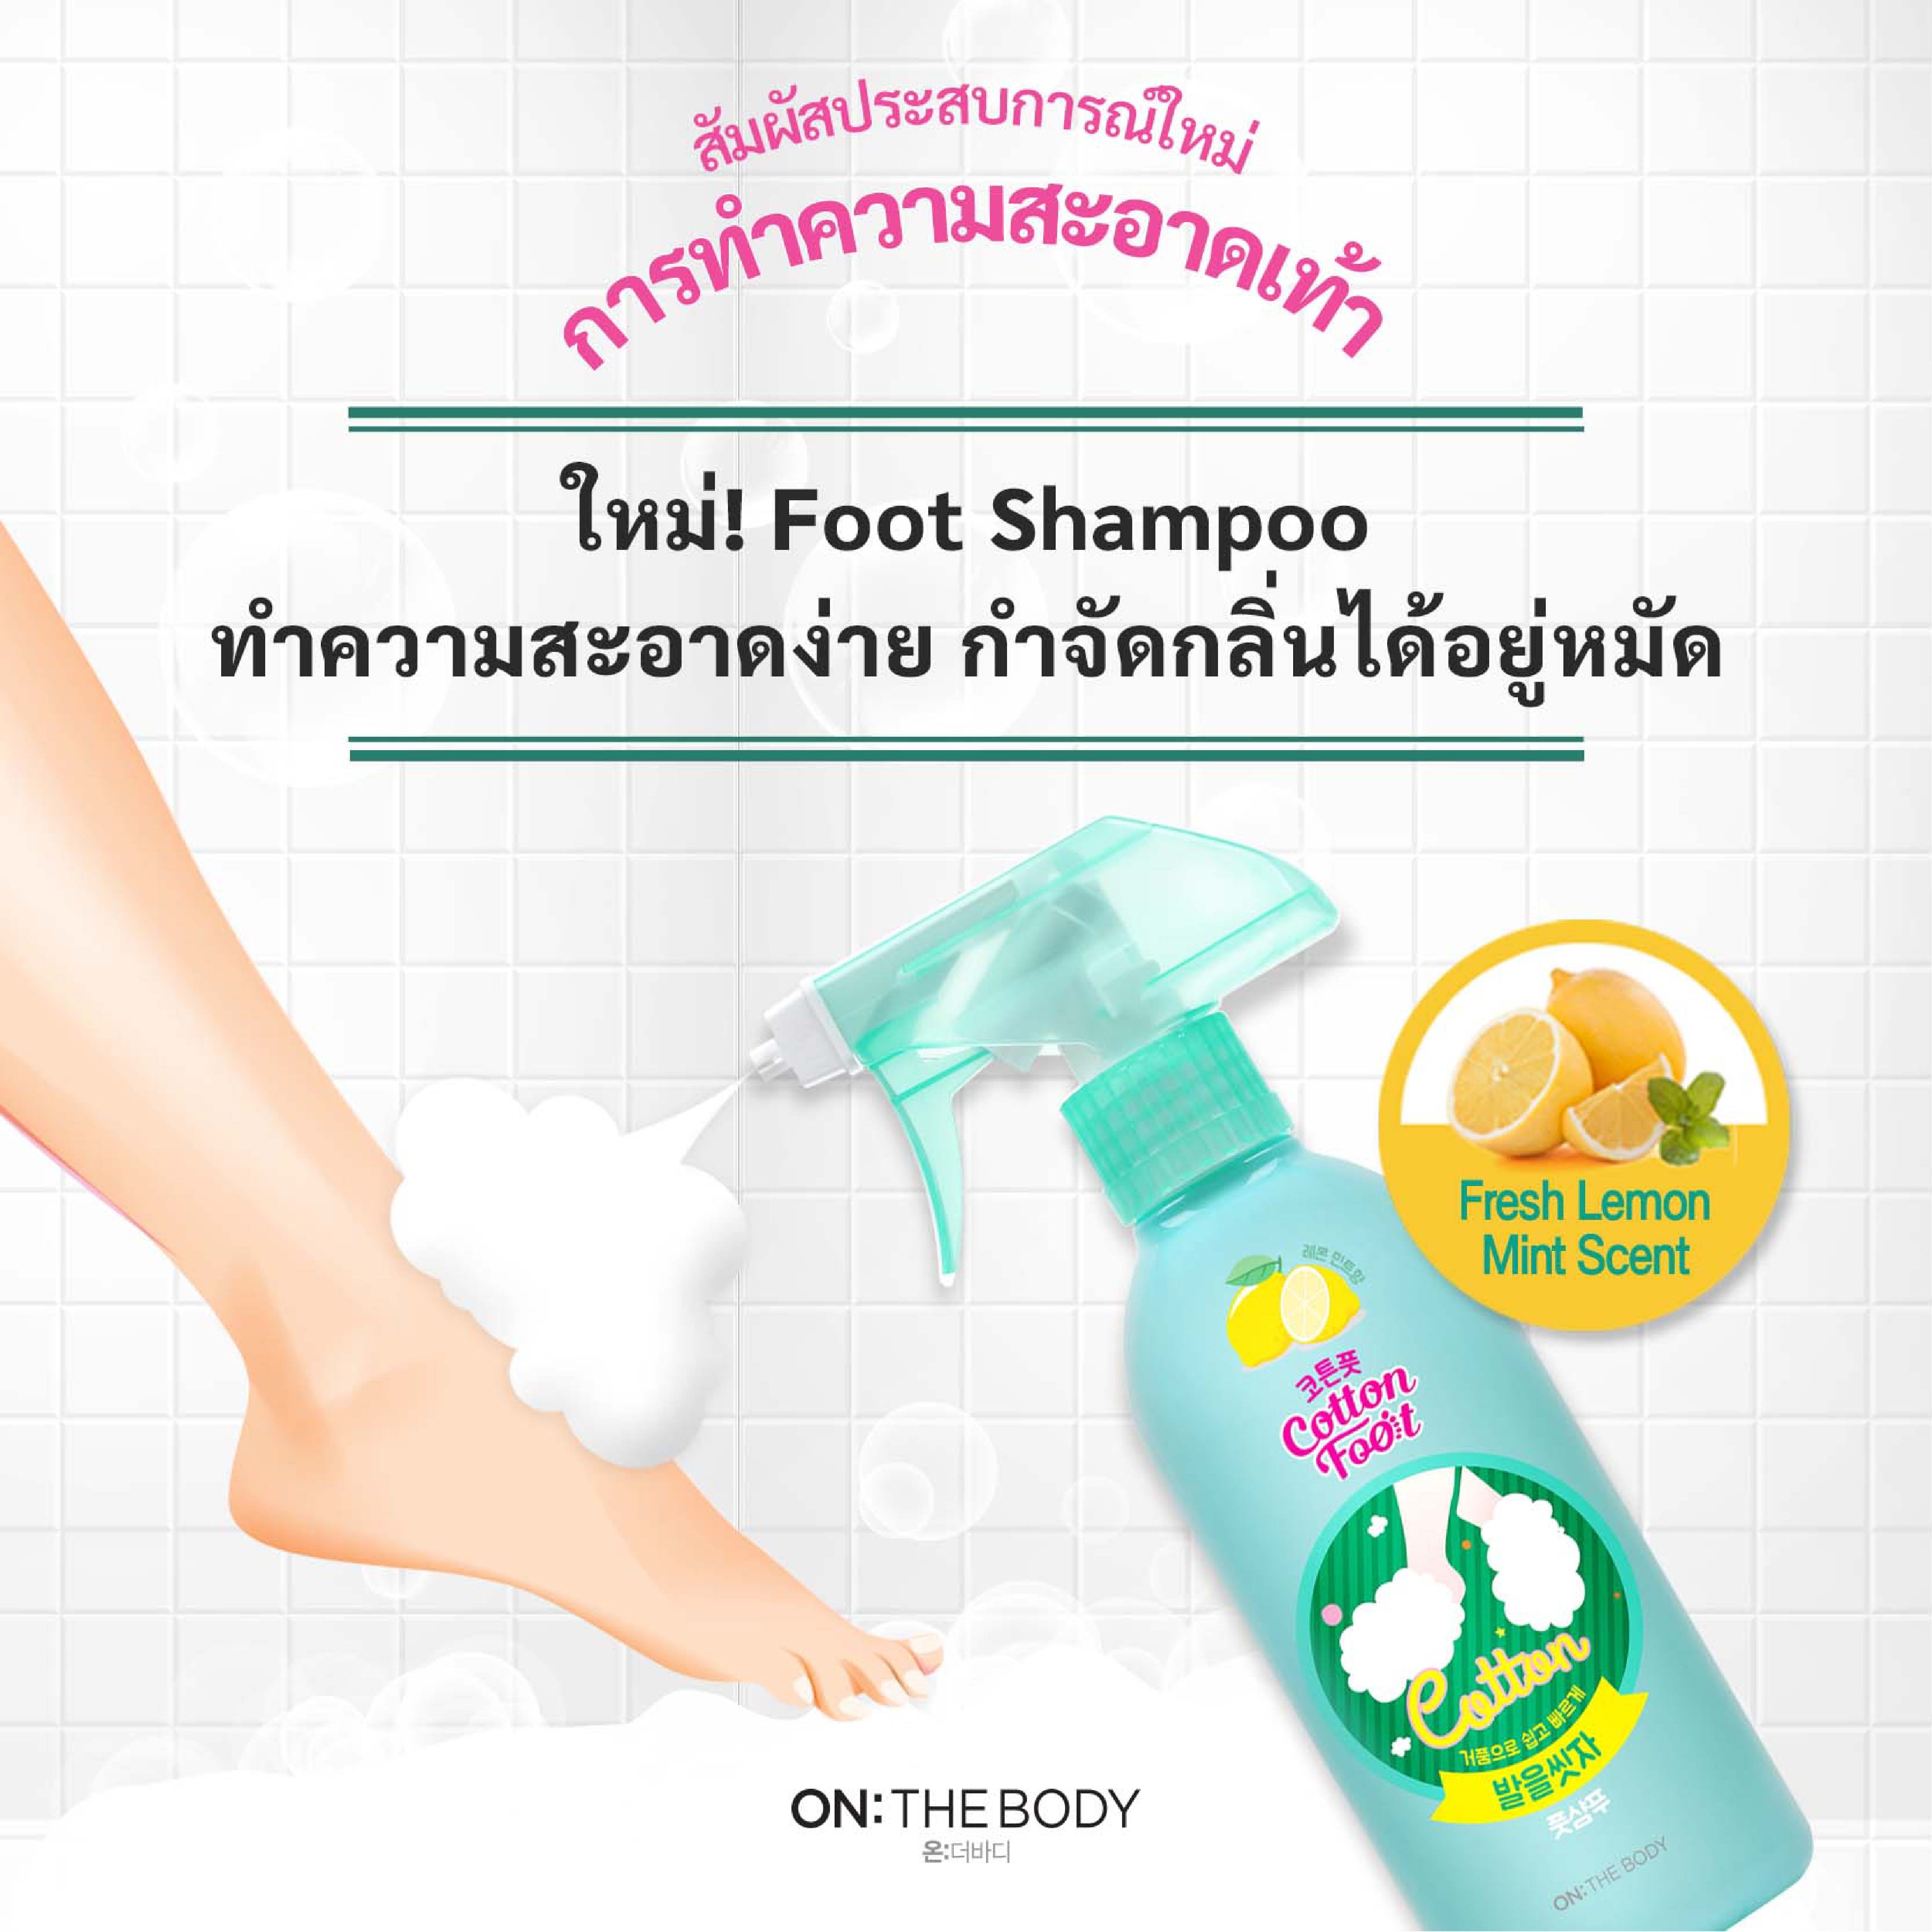 สัมผัสประสบการณ์ใหม่
การทำความสะอาดเท้า
ใหม่! Foot Shampoo
ทำความสะอาดง่าย กำจัดกลิ่นได้อยู่หมัด
Fresh Lemon
Mint Scent
레몬 민트향
코튼풋
Cotton
Foot
Cotton
거품으로 쉽고 빠르게
발을씻자
풋샴푸
ON: THE BODY
ON: THE BODY
온:더바디